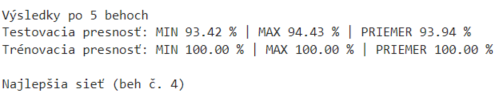 Výsledky po 5 behoch
Testovacia presnosť: MIN 93.42 % | MAX 94.43 % | PRIEMER 93.94 %
Trénovacia presnosť: MIN 100.00 % | MAX 100.00 % | PRIEMER 100.00 %
Najlepšia sieť (beh č. 4)